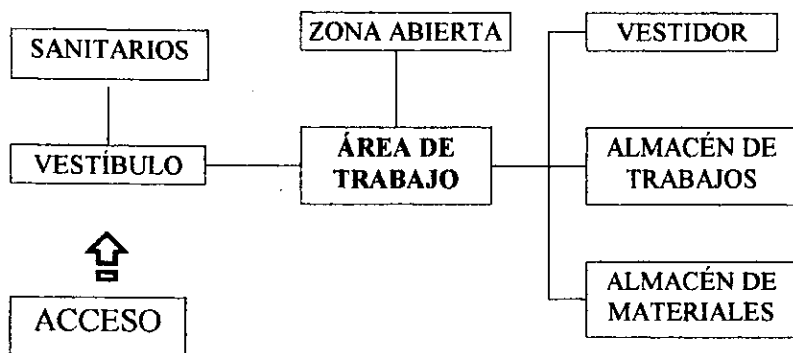 SANITARIOS
ZONA ABIERTA
VESTIDOR
VESTÍBULO
ÁREA DE
TRABAJO
ALMACÉN DE
TRABAJOS
ACCESO
ALMACÉN DE
MATERIALES